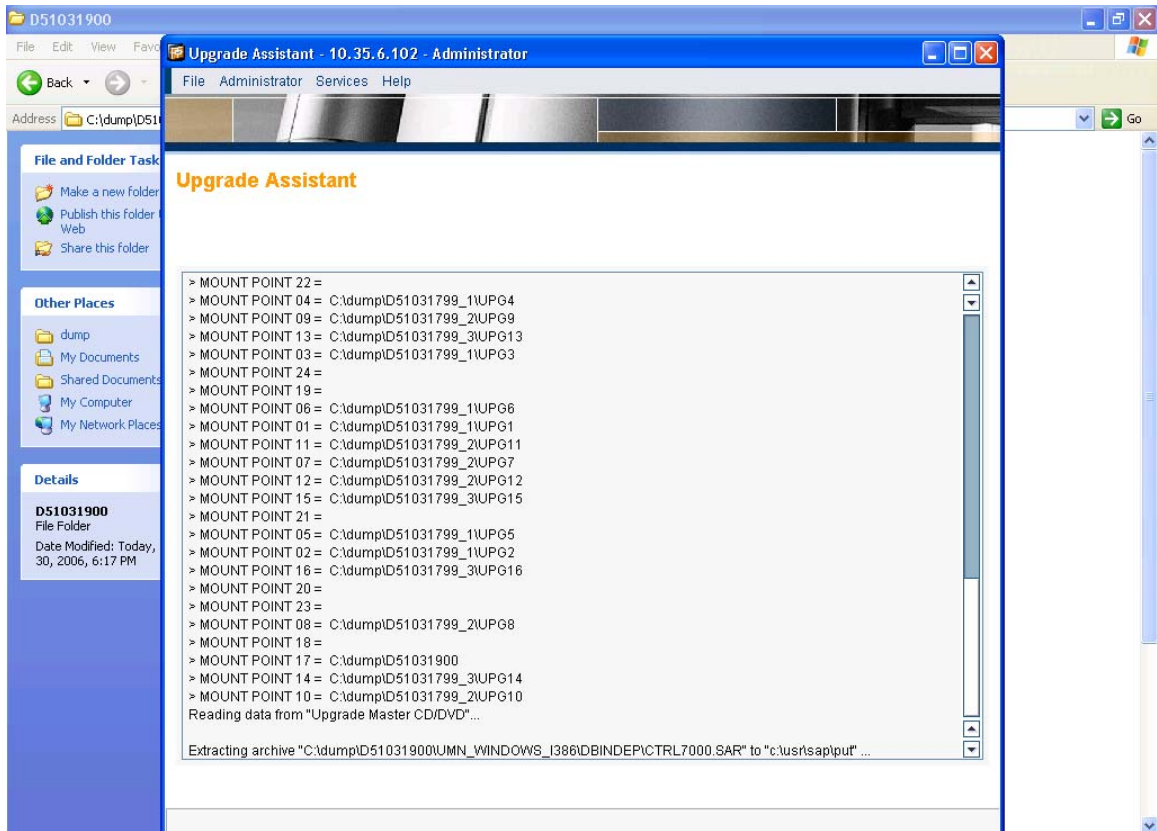 D51031900
File Edit View Favo
Back
Address C:\dump\D51
Go
File and Folder Task
Make a new folder
Publish this folder t
Web
Share this folder
Other Places
dump
My Documents
Shared Documents
My Computer
My Network Places
Details
D51031900
File Folder
Date Modified: Today,
30, 2006, 6:17 PM
Upgrade Assistant - 10.35.6.102 - Administrator
File Administrator Services Help
Upgrade Assistant
> MOUNT POINT 22 =
> MOUNT POINT 04 = C:\dump\D51031799_1\UPG4
> MOUNT POINT 09 = C:\dump\D51031799_2\UPG9
> MOUNT POINT 13 = C:\dump\D51031799_3\UPG13
> MOUNT POINT 03 = C:\dump\D51031799_1\UPG3
> MOUNT POINT 24 =
> MOUNT POINT 19 =
> MOUNT POINT 06 = C:\dump\D51031799_1\UPG6
> MOUNT POINT 01 = C:\dump\D51031799_1\UPG1
> MOUNT POINT 11 = C:\dump\D51031799_2\UPG11
> MOUNT POINT 07 = C:\dump\D51031799_2\UPG7
> MOUNT POINT 12 = C:\dump\D51031799_2\UPG12
> MOUNT POINT 15 = C:\dump\D51031799_3\UPG15
> MOUNT POINT 21 =
> MOUNT POINT 05 = C:\dump\D51031799_1\UPG5
> MOUNT POINT 02 = C:\dump\D51031799_1\UPG2
> MOUNT POINT 16 = C:\dump\D51031799_3\UPG16
> MOUNT POINT 20 =
> MOUNT POINT 23 =
> MOUNT POINT 08 = C:\dump\D51031799_2\UPG8
> MOUNT POINT 18 =
> MOUNT POINT 17 = C:\dump\D51031900
> MOUNT POINT 14 = C:\dump\D51031799_3\UPG14
> MOUNT POINT 10 = C:\dump\D51031799_2\UPG10
Reading data from "Upgrade Master CD/DVD"...
Extracting archive "C:\dump\D51031900\UMN_WINDOWS_I386\DBINDEP\CTRL7000.SAR" to "c:\usr\sap\put" ...